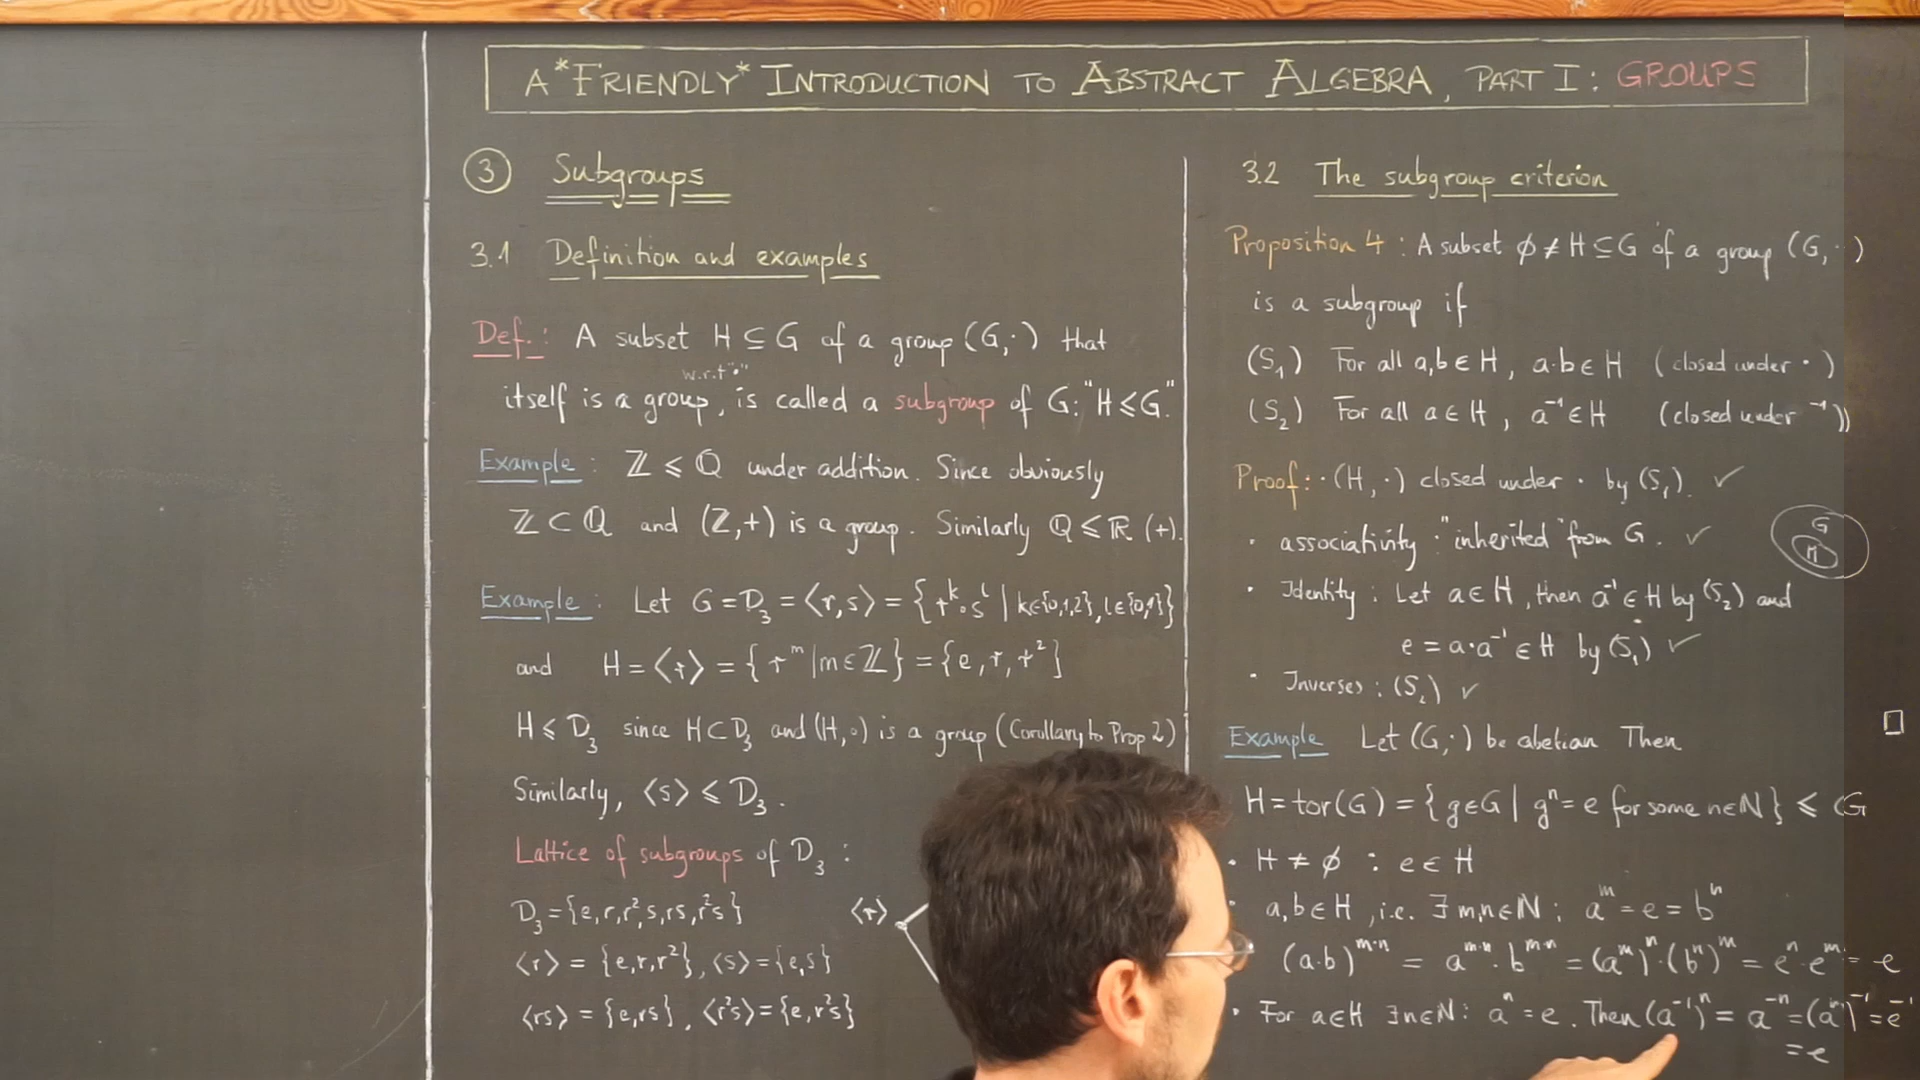 A *FRIENDLY* INTRODUCTION TO ABSTRACT ALGEBRA, PART I: GROUPS
③ Subgroups
3.1 Definition and examples
Def.: A subset H ⊆ G of a group (G,·) that
w.r.t "·"
itself is a group, is called a subgroup of G: "H ≤ G."
Example: ℤ ≤ ℚ under addition. Since obviously
ℤ ⊂ ℚ and (ℤ,+) is a group. Similarly ℚ ≤ ℝ (+).
Example: Let G = D₃ = ⟨r,s⟩ = {rᵏ∘sˡ | k∈{0,1,2}, l∈{0,1}}
and H = ⟨r⟩ = {rᵐ | m∈ℤ} = {e, r, r²}
H ≤ D₃ since H ⊂ D₃ and (H,∘) is a group (Corollary to Prop 2)
Similarly, ⟨s⟩ ≤ D₃.
Lattice of subgroups of D₃:
D₃ = {e,r,r²,s,rs,r²s}
⟨r⟩
⟨r⟩ = {e,r,r²}, ⟨s⟩ = {e,s}
⟨rs⟩ = {e,rs}, ⟨r²s⟩ = {e,r²s}
3.2 The subgroup criterion
Proposition 4: A subset ∅ ≠ H ⊆ G of a group (G,·)
is a subgroup if
(S₁) For all a,b ∈ H, a·b ∈ H (closed under ·)
(S₂) For all a ∈ H, a⁻¹ ∈ H (closed under ⁻¹))
Proof: · (H,·) closed under · by (S₁). ✓
· associativity: "inherited" from G. ✓
G
H
· Identity: Let a ∈ H, then a⁻¹ ∈ H by (S₂) and
e = a·a⁻¹ ∈ H by (S₁) ✓
· Inverses: (S₂) ✓
□
Example Let (G,·) be abelian Then
H = tor(G) = {g∈G | gⁿ = e for some n∈ℕ} ≤ G
· H ≠ ∅ : e ∈ H
· a,b∈H, i.e. ∃ m,n∈ℕ: aᵐ = e = bⁿ
(a·b)ᵐ·ⁿ = aᵐ·ⁿ · bᵐ·ⁿ = (aᵐ)ⁿ·(bⁿ)ᵐ = eⁿ·eᵐ = e
· For a∈H ∃n∈ℕ: aⁿ = e. Then (a⁻¹)ⁿ = a⁻ⁿ = (aⁿ)⁻¹ = e⁻¹
= e